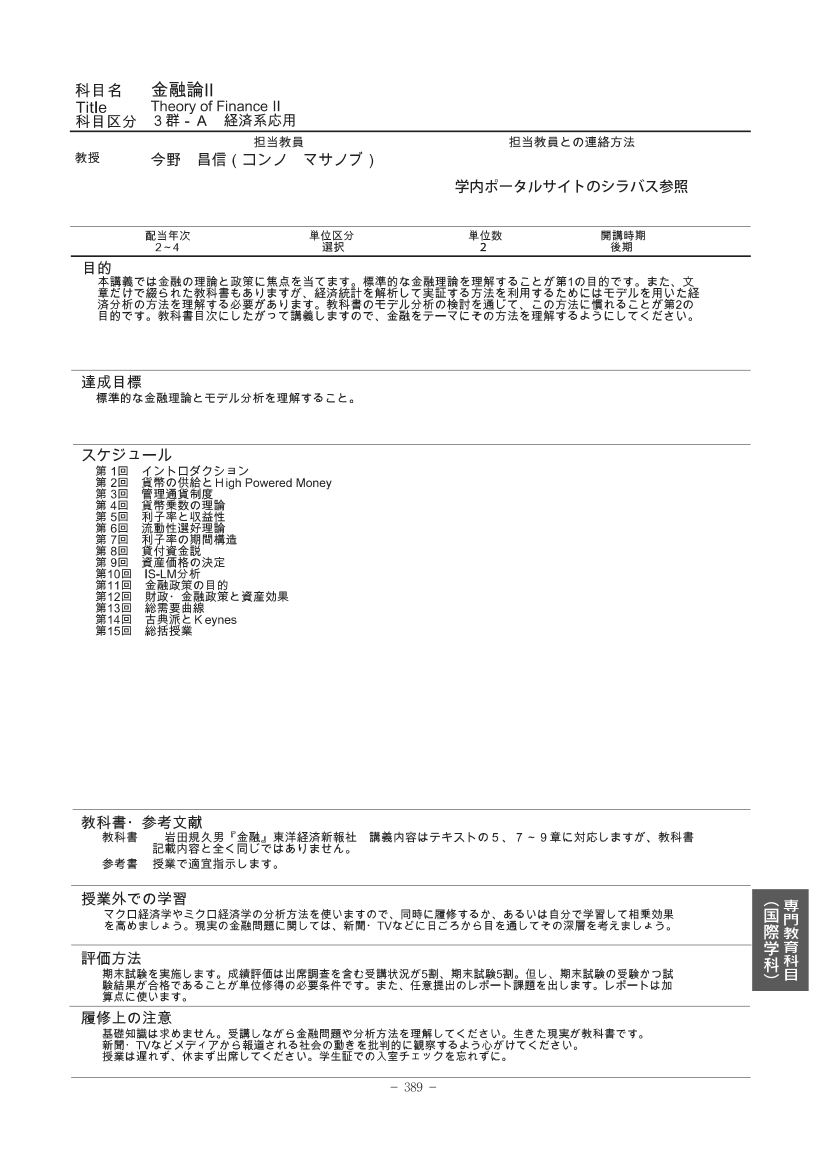 科目名　金融論II
Title　Theory of Finance II
科目区分　３群 - Ａ　経済系応用
担当教員　担当教員との連絡方法
教授　今野　昌信 ( コンノ　マサノブ )
学内ポータルサイトのシラバス参照
配当年次　単位区分　単位数　開講時期
2~4　選択　2　後期
目的
本講義では金融の理論と政策に焦点を当てます。標準的な金融理論を理解することが第1の目的です。また、文
章だけで綴られた教科書もありますが、経済統計を解析して実証する方法を利用するためにはモデルを用いた経
済分析の方法を理解する必要があります。教科書のモデル分析の検討を通して、この方法に慣れることが第2の
目的です。教科書目次にしたがって講義しますので、金融をテーマにその方法を理解するようにしてください。
達成目標
標準的な金融理論とモデル分析を理解すること。
スケジュール
第 1回　イントロダクション
第 2回　貨幣の供給とＨigh Powered Money
第 3回　管理通貨制度
第 4回　貨幣乗数の理論
第 5回　利子率と収益性
第 6回　流動性選好理論
第 7回　利子率の期間構造
第 8回　貸付資金説
第 9回　資産価格の決定
第10回　IS-LM分析
第11回　金融政策の目的
第12回　財政・金融政策と資産効果
第13回　総需要曲線
第14回　古典派とＫeynes
第15回　総括授業
教科書・参考文献
教科書　岩田規久男『金融』東洋経済新報社　講義内容はテキストの５、７~９章に対応しますが、教科書
記載内容と全く同じではありません。
参考書　授業で適宜指示します。
授業外での学習
マクロ経済学やミクロ経済学の分析方法を使いますので、同時に履修するか、あるいは自分で学習して相乗効果
を高めましょう。現実の金融問題に関しては、新聞・TVなどに日ごろから目を通してその深層を考えましょう。
評価方法
期末試験を実施します。成績評価は出席調査を含む受講状況が5割、期末試験5割。但し、期末試験の受験かつ試
験結果が合格であることが単位修得の必要条件です。また、任意提出のレポート課題を出します。レポートは加
算点に使います。
履修上の注意
基礎知識は求めません。受講しながら金融問題や分析方法を理解してください。生きた現実が教科書です。
新聞・TVなどメディアから報道される社会の動きを批判的に観察するよう心がけてください。
授業は遅れず、休まず出席してください。学生証での入室チェックを忘れずに。
専門教育科目
（国際学科）
− 389 −